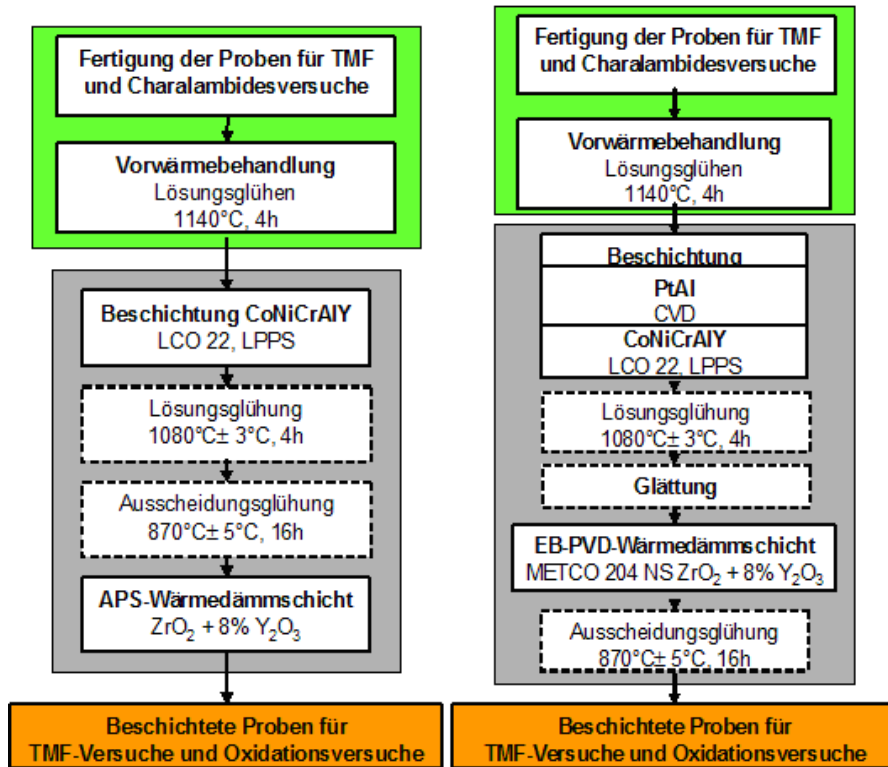 Fertigung der Proben für TMF
und Charalambidesversuche
Vorwärmebehandlung
Lösungsglühen
1140°C, 4h
Beschichtung CoNiCrAlY
LCO 22, LPPS
Lösungsglühung
1080°C± 3°C, 4h
Ausscheidungsglühung
870°C± 5°C, 16h
APS-Wärmedämmschicht
ZrO₂ + 8% Y₂O₃
Beschichtete Proben für
TMF-Versuche und Oxidationsversuche
Fertigung der Proben für TMF
und Charalambidesversuche
Vorwärmebehandlung
Lösungsglühen
1140°C, 4h
Beschichtung
PtAl
CVD
CoNiCrAlY
LCO 22, LPPS
Lösungsglühung
1080°C± 3°C, 4h
Glättung
EB-PVD-Wärmedämmschicht
METCO 204 NS ZrO₂ + 8% Y₂O₃
Ausscheidungsglühung
870°C± 5°C, 16h
Beschichtete Proben für
TMF-Versuche und Oxidationsversuche